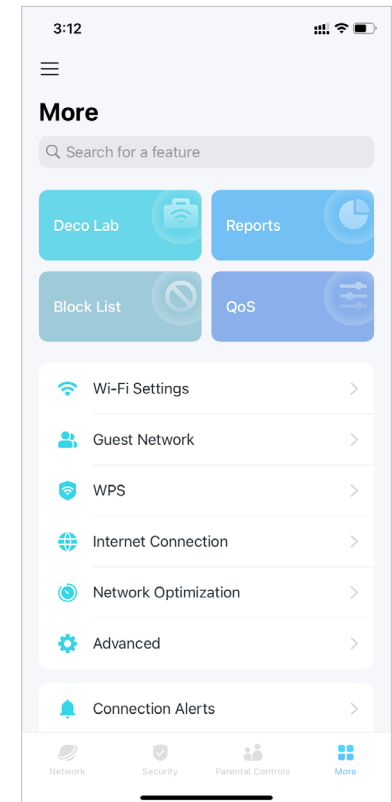 3:12
More
Search for a feature
Deco Lab
Reports
Block List
QoS
Wi-Fi Settings
Guest Network
WPS
Internet Connection
Network Optimization
Advanced
Connection Alerts
Network Security Parental Controls More